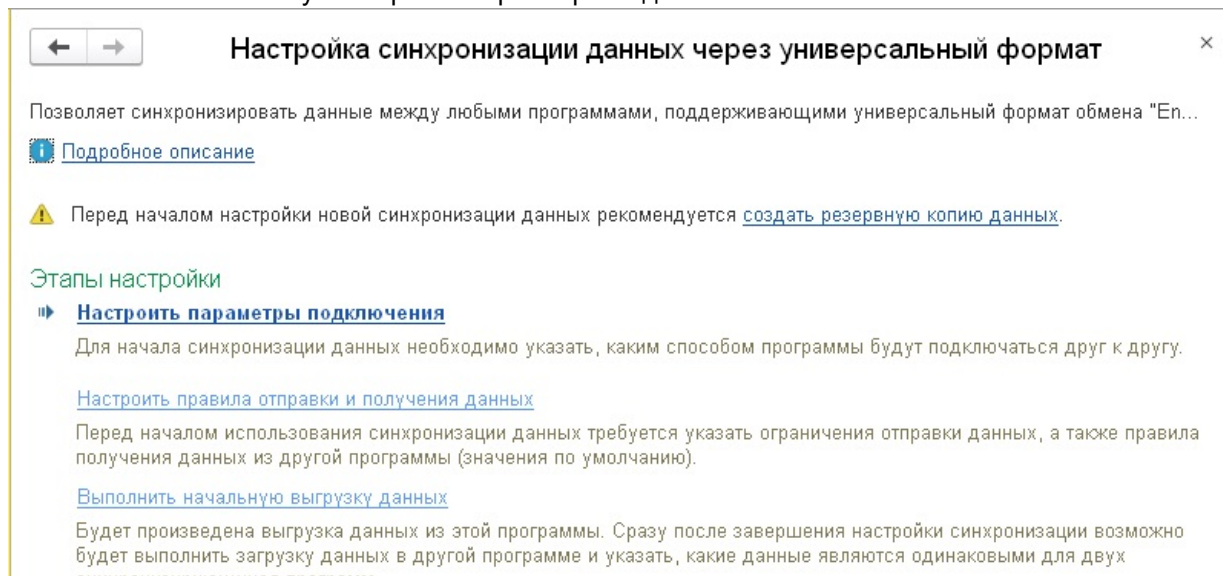 Настройка синхронизации данных через универсальный формат
Позволяет синхронизировать данные между любыми программами, поддерживающими универсальный формат обмена "En...
Подробное описание
Перед началом настройки новой синхронизации данных рекомендуется создать резервную копию данных.
Этапы настройки
Настроить параметры подключения
Для начала синхронизации данных необходимо указать, каким способом программы будут подключаться друг к другу.
Настроить правила отправки и получения данных
Перед началом использования синхронизации данных требуется указать ограничения отправки данных, а также правила
получения данных из другой программы (значения по умолчанию).
Выполнить начальную выгрузку данных
Будет произведена выгрузка данных из этой программы. Сразу после завершения настройки синхронизации возможно
будет выполнить загрузку данных в другой программе и указать, какие данные являются одинаковыми для двух